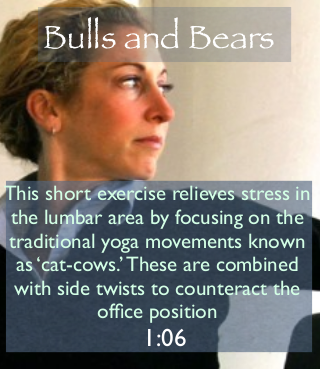 Bulls and Bears
This short exercise relieves stress in
the lumbar area by focusing on the
traditional yoga movements known
as ‘cat-cows.’ These are combined
with side twists to counteract the
office position
1:06